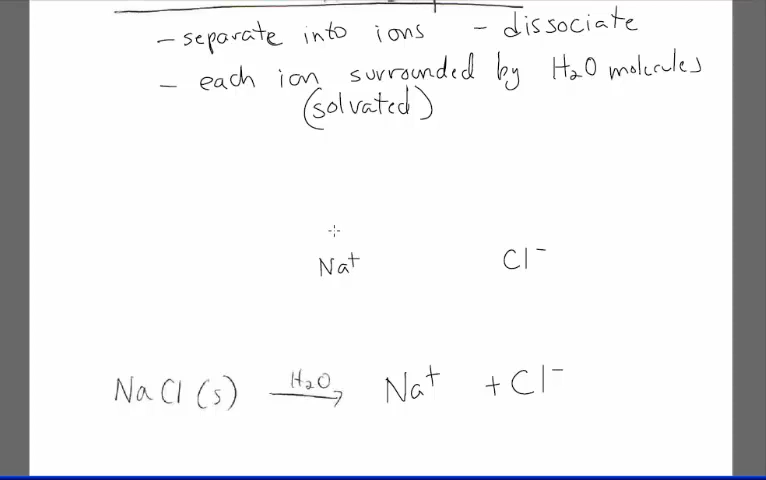 - separate into ions - dissociate
- each ion surrounded by H₂O molecules
(solvated)
Na⁺ Cl⁻
NaCl(s) H₂O→ Na⁺ + Cl⁻